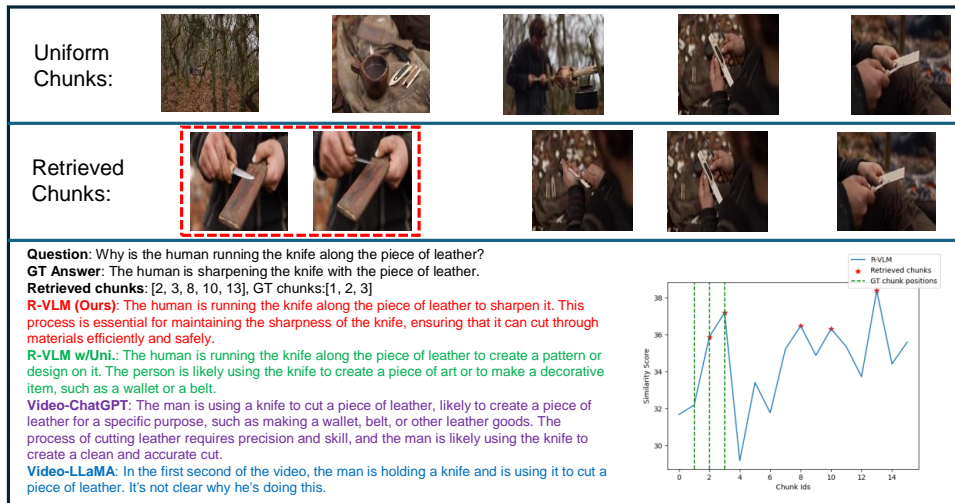 Uniform
Chunks:
Retrieved
Chunks:
Question: Why is the human running the knife along the piece of leather?
GT Answer: The human is sharpening the knife with the piece of leather.
Retrieved chunks: [2, 3, 8, 10, 13], GT chunks:[1, 2, 3]
R-VLM (Ours): The human is running the knife along the piece of leather to sharpen it. This
process is essential for maintaining the sharpness of the knife, ensuring that it can cut through
materials efficiently and safely.
R-VLM w/Uni.: The human is running the knife along the piece of leather to create a pattern or
design on it. The person is likely using the knife to create a piece of art or to make a decorative
item, such as a wallet or a belt.
Video-ChatGPT: The man is using a knife to cut a piece of leather, likely to create a piece of
leather for a specific purpose, such as making a wallet, belt, or other leather goods. The
process of cutting leather requires precision and skill, and the man is likely using the knife to
create a clean and accurate cut.
Video-LLaMA: In the first second of the video, the man is holding a knife and is using it to cut a
piece of leather. It's not clear why he's doing this.
R-VLM
Retrieved chunks
GT chunk positions
38
36
34
32
30
Similarity Score
0 2 4 6 8 10 12 14
Chunk Ids